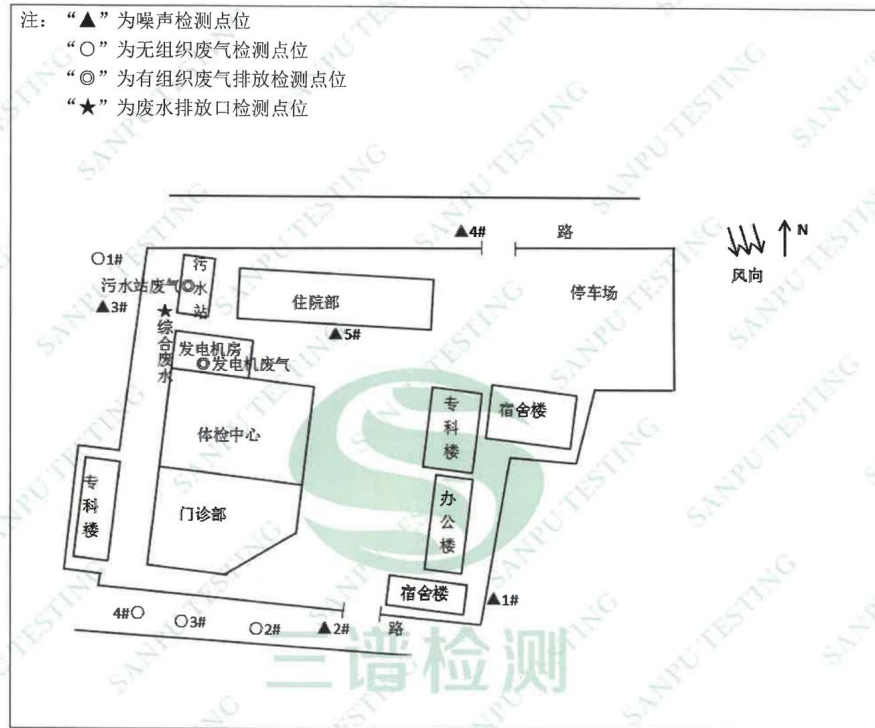 注：“▲”为噪声检测点位
“○”为无组织废气检测点位
“◎”为有组织废气排放检测点位
“★”为废水排放口检测点位
▲4#
路
N
风向
○1#
污水站
污水站废气◎
▲3#
住院部
停车场
★综合废水
▲5#
发电机房
◎发电机废气
体检中心
专科楼
宿舍楼
专科楼
门诊部
办公楼
宿舍楼
▲1#
4#○
○3#
○2#
▲2#
路
三谱检测
SANPU TESTING